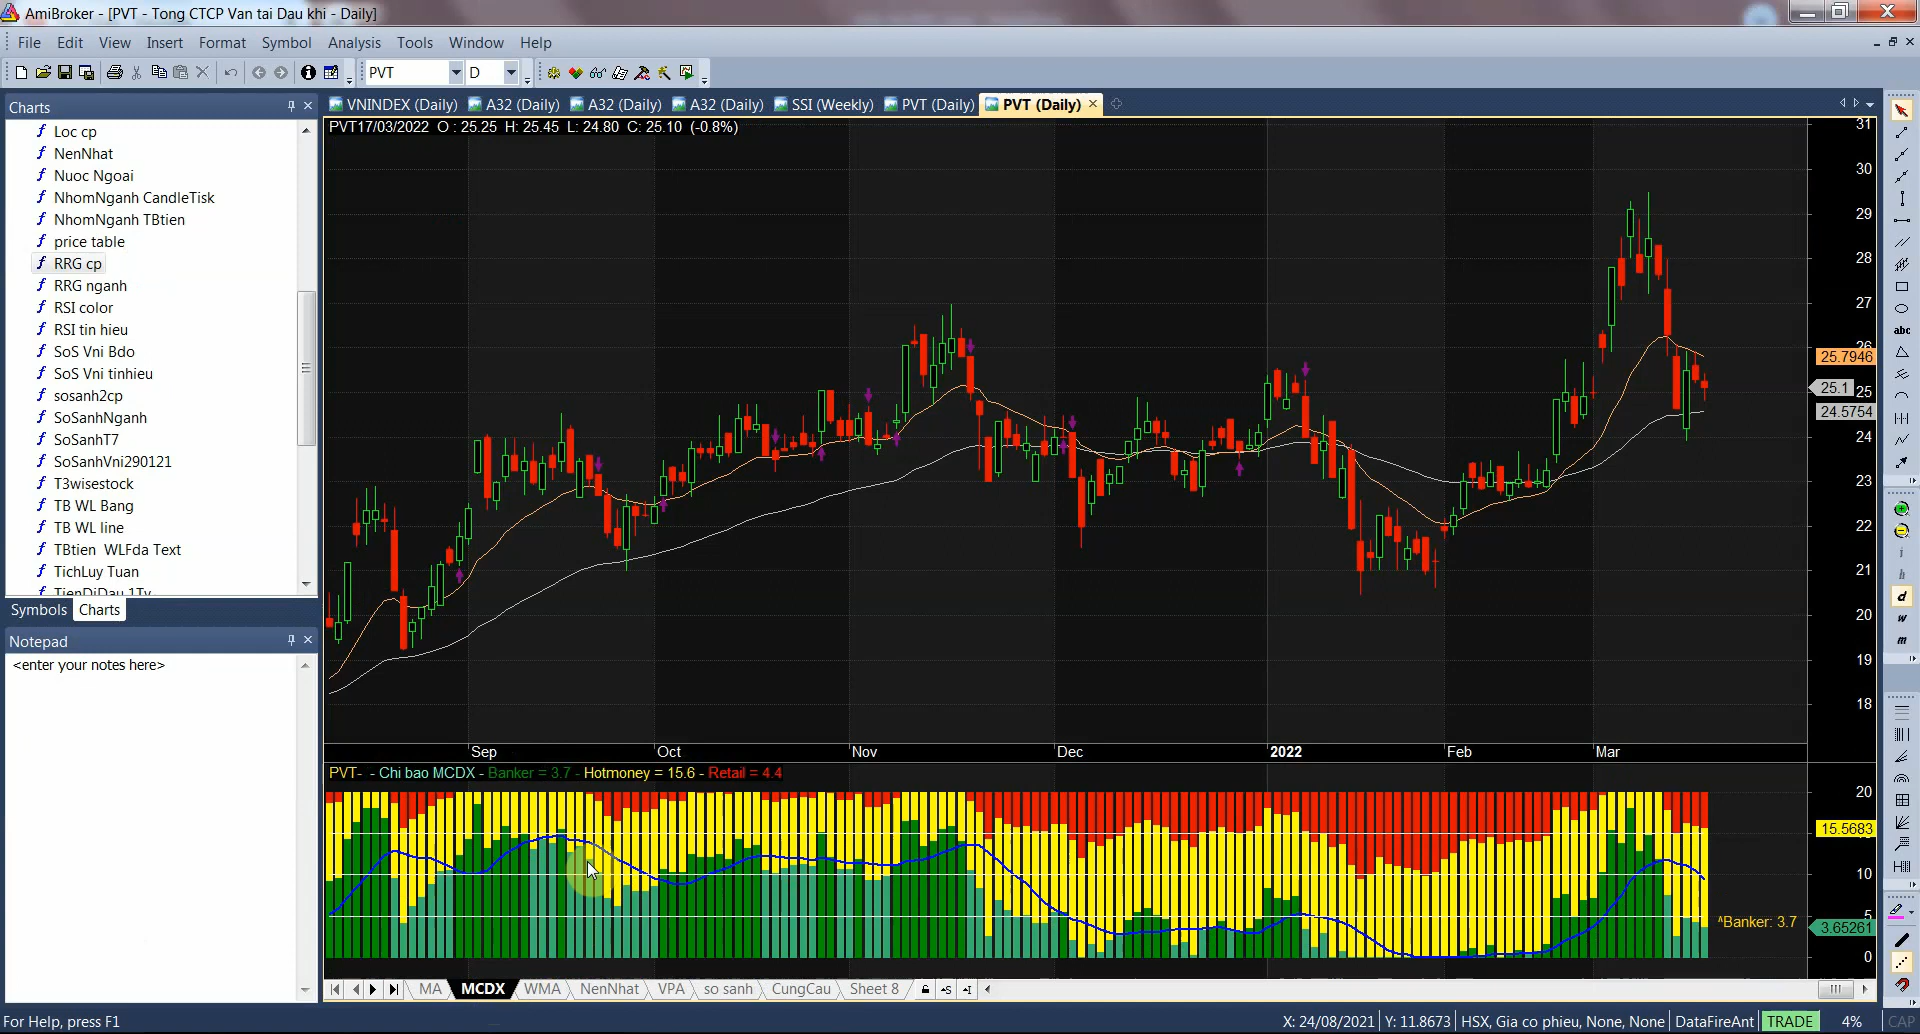 AmiBroker - [PVT - Tong CTCP Van tai Dau khi - Daily]
File Edit View Insert Format Symbol Analysis Tools Window Help
PVT D
Charts
VNINDEX (Daily) A32 (Daily) A32 (Daily) A32 (Daily) SSI (Weekly) PVT (Daily) PVT (Daily)
PVT17/03/2022 O : 25.25 H: 25.45 L: 24.80 C: 25.10 (-0.8%)
Loc cp
NenNhat
Nuoc Ngoai
NhomNganh CandleTisk
NhomNganh TBtien
price table
RRG cp
RRG nganh
RSI color
RSI tin hieu
SoS Vni Bdo
SoS Vni tinhieu
sosanh2cp
SoSanhNganh
SoSanhT7
SoSanhVni290121
T3wisestock
TB WL Bang
TB WL line
TBtien WLFda Text
TichLuy Tuan
TienDiDau 1Ty
Symbols Charts
Notepad
<enter your notes here>
31
30
29
28
27
26
25.7946
25.1
25
24.5754
24
23
22
21
20
19
18
Sep Oct Nov Dec 2022 Feb Mar
PVT- - Chi bao MCDX - Banker = 3.7 - Hotmoney = 15.6 - Retail = 4.4
20
15.5683
10
5
^Banker: 3.7
3.65261
0
MA MCDX WMA NenNhat VPA so sanh CungCau Sheet 8
abc
i
h
d
w
m
For Help, press F1
X: 24/08/2021 Y: 11.8673 HSX, Gia co phieu, None, None DataFireAnt TRADE 4% CAP